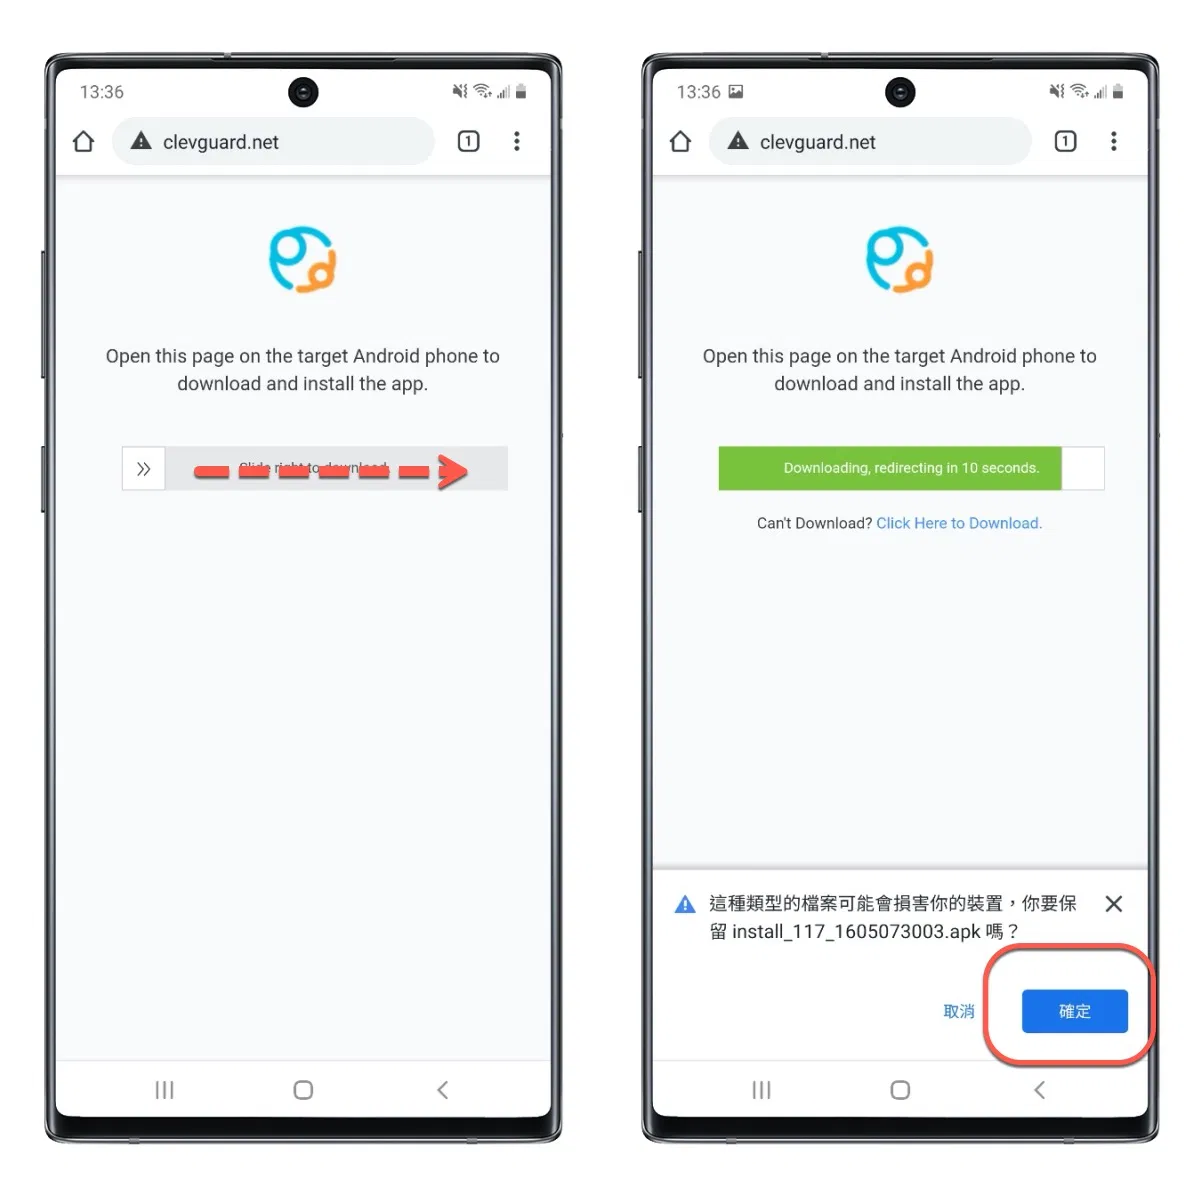 13:36
clevguard.net
1
Open this page on the target Android phone to
download and install the app.
Slide right to download.
13:36
clevguard.net
1
Open this page on the target Android phone to
download and install the app.
Downloading, redirecting in 10 seconds.
Can't Download? Click Here to Download.
這種類型的檔案可能會損害你的裝置，你要保
留 install_117_1605073003.apk 嗎？
取消
確定